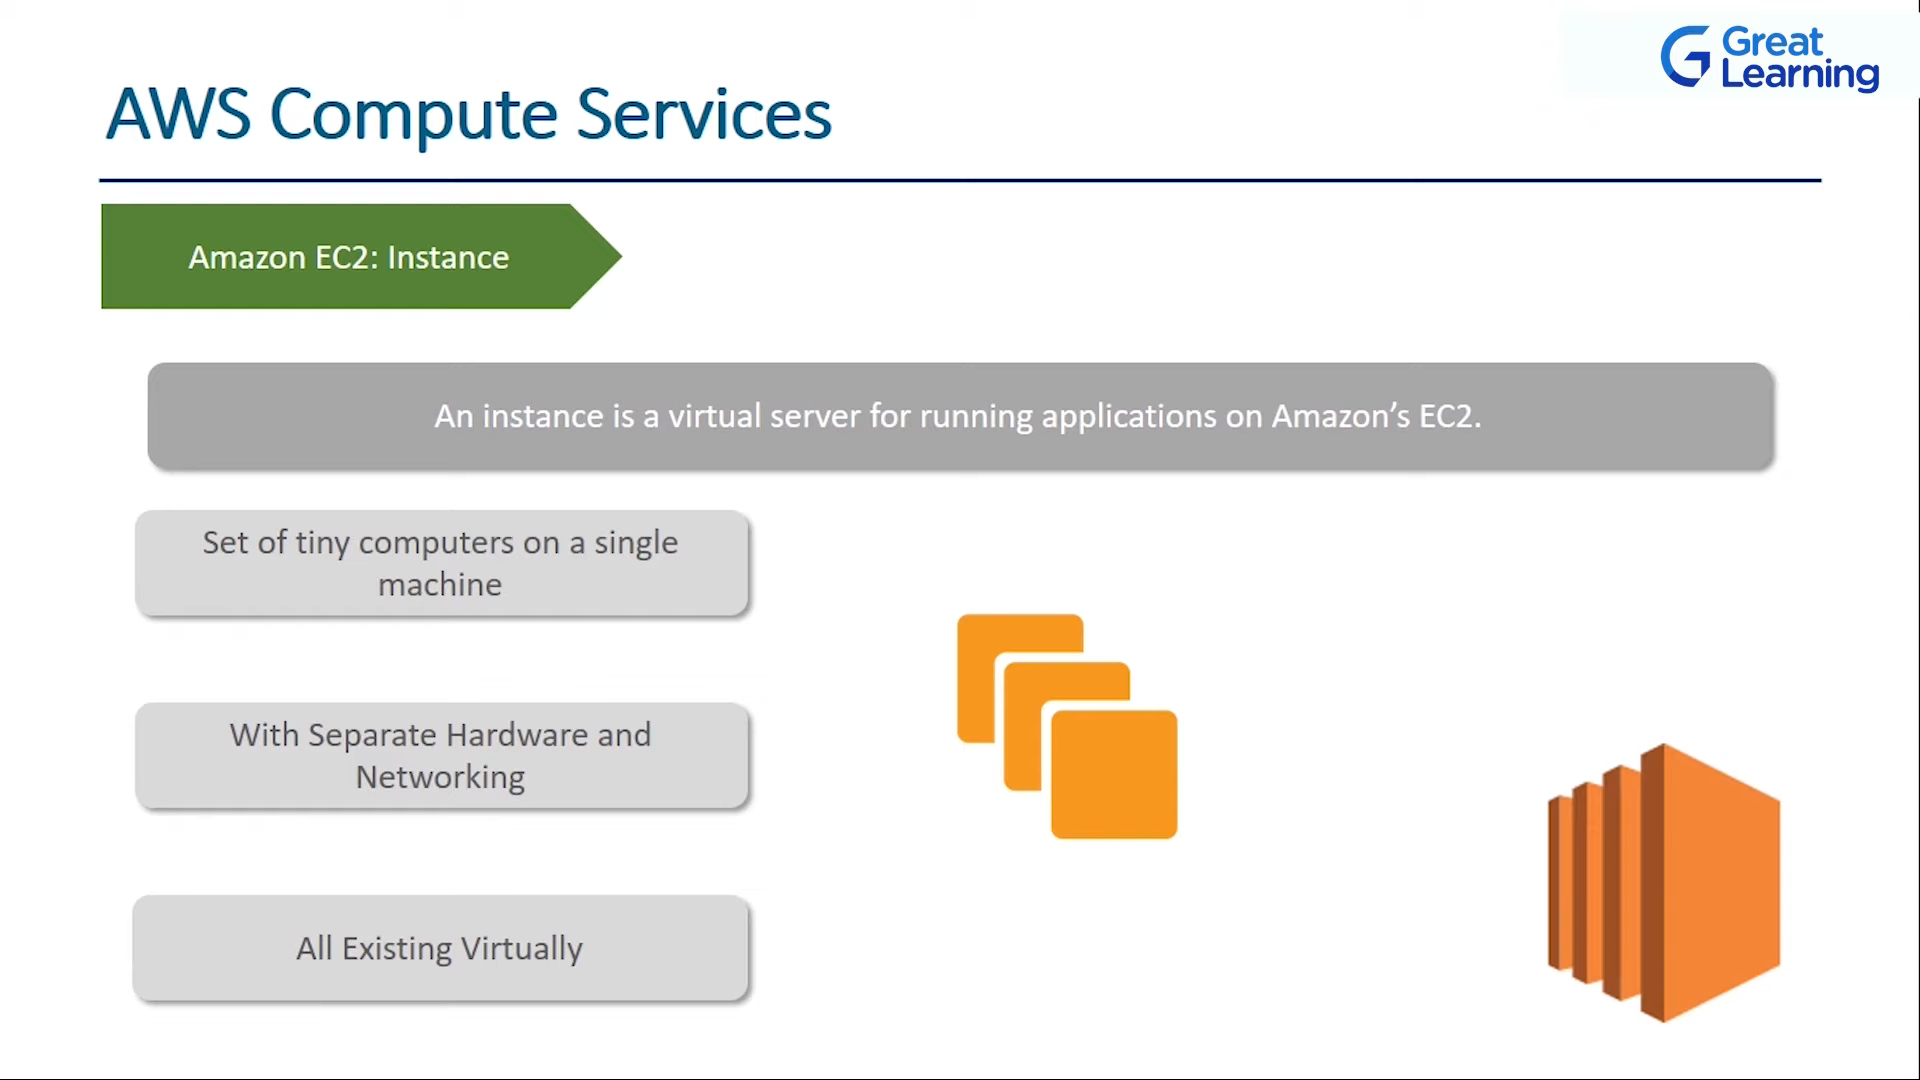 Great
Learning
AWS Compute Services
Amazon EC2: Instance
An instance is a virtual server for running applications on Amazon’s EC2.
Set of tiny computers on a single
machine
With Separate Hardware and
Networking
All Existing Virtually